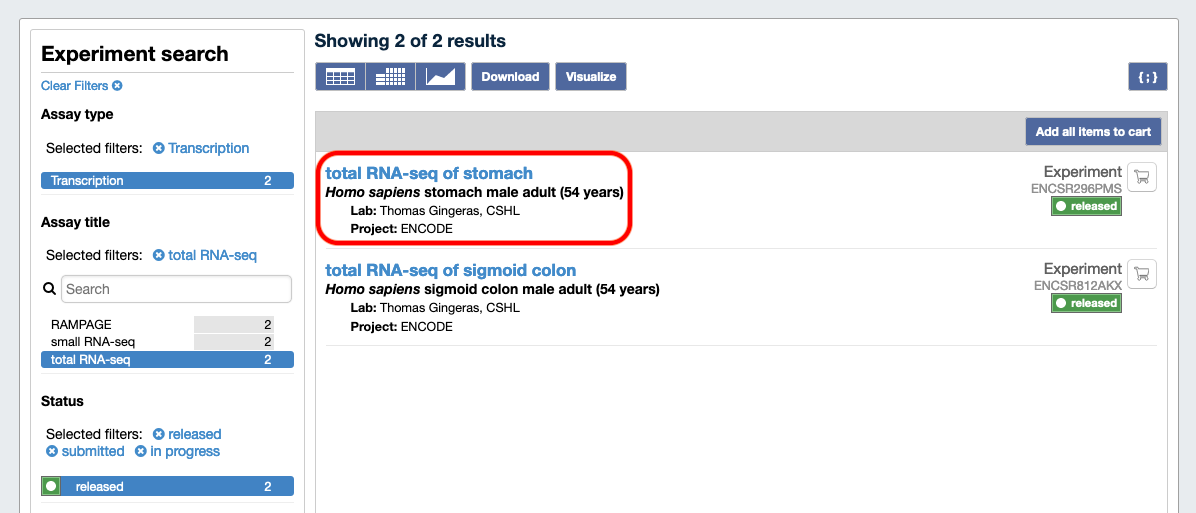 Experiment search
Clear Filters
Assay type
Selected filters: Transcription
Transcription 2
Assay title
Selected filters: total RNA-seq
Search
RAMPAGE 2
small RNA-seq 2
total RNA-seq 2
Status
Selected filters: released
submitted in progress
released 2
Showing 2 of 2 results
Download Visualize { ; }
Add all items to cart
total RNA-seq of stomach
Homo sapiens stomach male adult (54 years)
Lab: Thomas Gingeras, CSHL
Project: ENCODE
Experiment
ENCSR296PMS
released
total RNA-seq of sigmoid colon
Homo sapiens sigmoid colon male adult (54 years)
Lab: Thomas Gingeras, CSHL
Project: ENCODE
Experiment
ENCSR812AKX
released